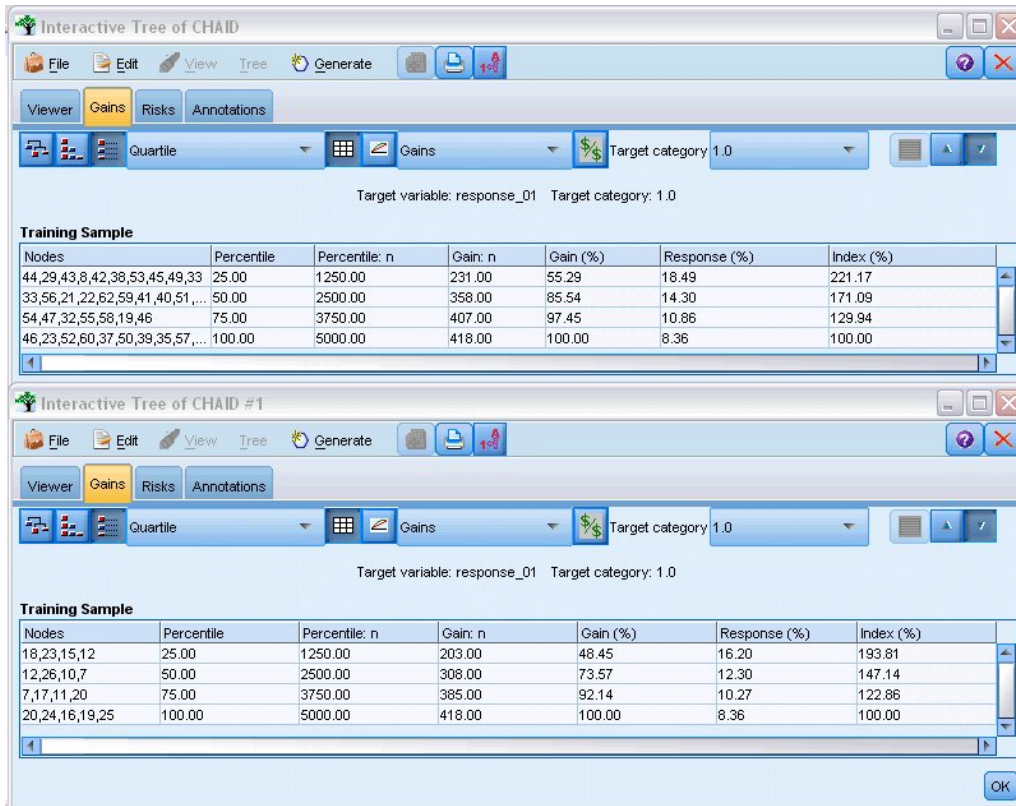 Interactive Tree of CHAID
File Edit View Tree Generate
Viewer Gains Risks Annotations
Quartile Gains Target category 1.0
Target variable: response_01 Target category: 1.0
Training Sample
Nodes Percentile Percentile: n Gain: n Gain (%) Response (%) Index (%)
44,29,43,8,42,38,53,45,49,33 25.00 1250.00 231.00 55.29 18.49 221.17
33,56,21,22,62,59,41,40,51,... 50.00 2500.00 358.00 85.54 14.30 171.09
54,47,32,55,58,19,46 75.00 3750.00 407.00 97.45 10.86 129.94
46,23,52,60,37,50,39,35,57,... 100.00 5000.00 418.00 100.00 8.36 100.00
Interactive Tree of CHAID #1
File Edit View Tree Generate
Viewer Gains Risks Annotations
Quartile Gains Target category 1.0
Target variable: response_01 Target category: 1.0
Training Sample
Nodes Percentile Percentile: n Gain: n Gain (%) Response (%) Index (%)
18,23,15,12 25.00 1250.00 203.00 48.45 16.20 193.81
12,26,10,7 50.00 2500.00 308.00 73.57 12.30 147.14
7,17,11,20 75.00 3750.00 385.00 92.14 10.27 122.86
20,24,16,19,25 100.00 5000.00 418.00 100.00 8.36 100.00
OK